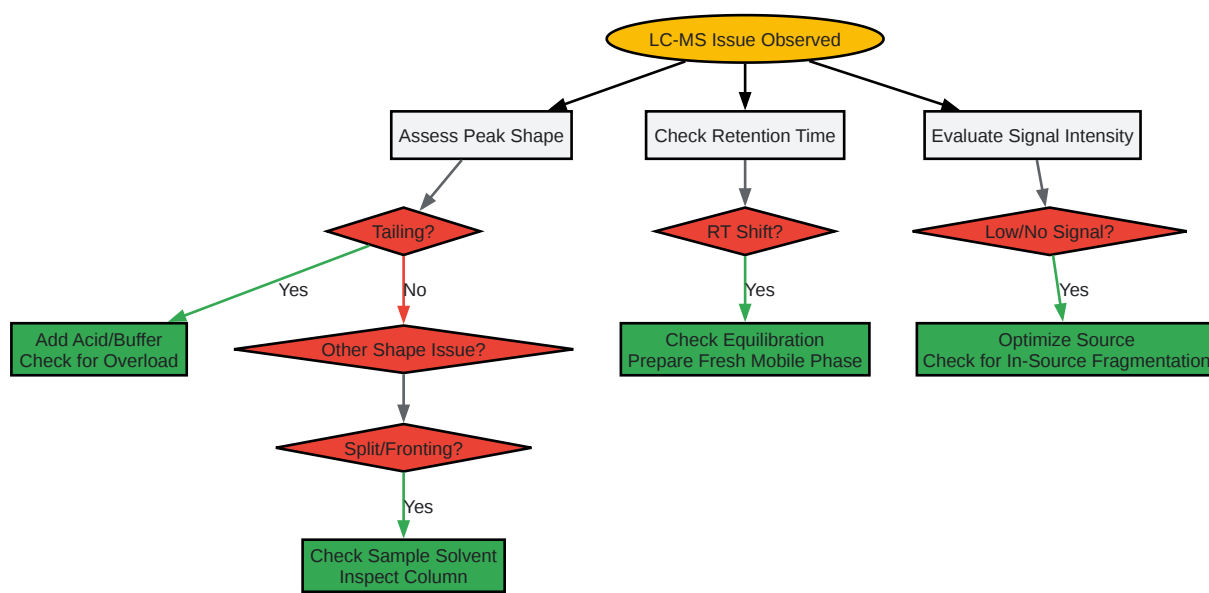 LC-MS Issue Observed
Assess Peak Shape
Check Retention Time
Evaluate Signal Intensity
Tailing?
RT Shift?
Low/No Signal?
Yes
No
Yes
Yes
Add Acid/Buffer
Check for Overload
Other Shape Issue?
Check Equilibration
Prepare Fresh Mobile Phase
Optimize Source
Check for In-Source Fragmentation
Split/Fronting?
Yes
Check Sample Solvent
Inspect Column